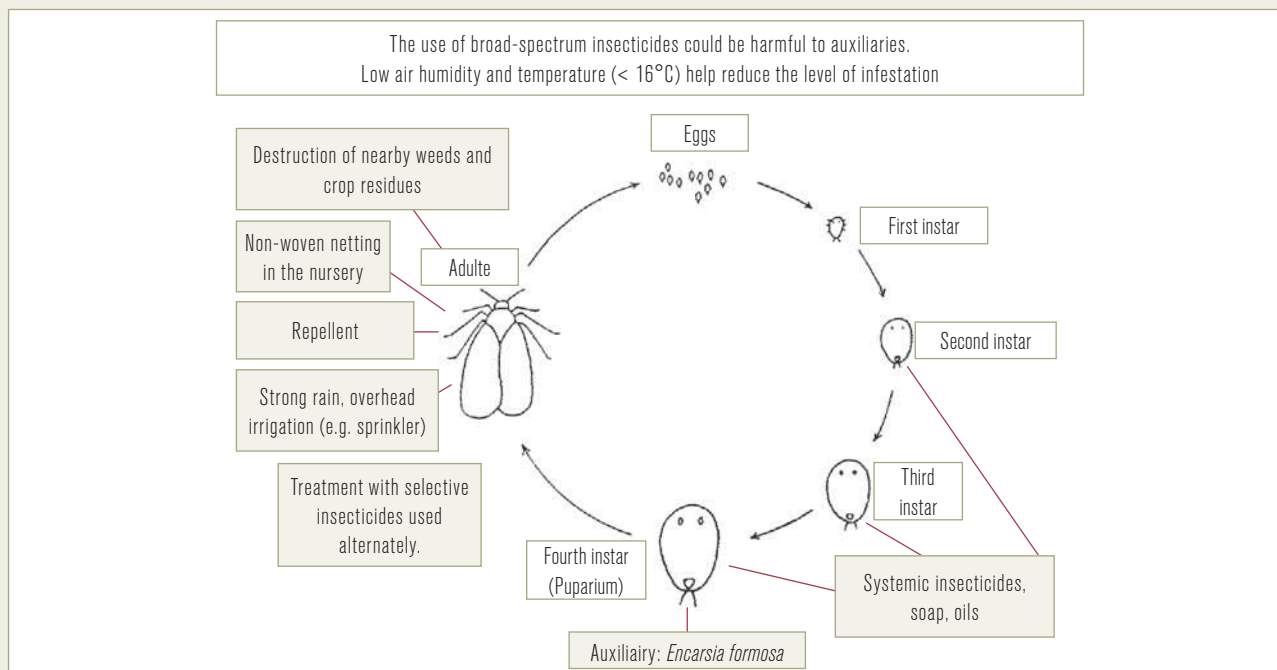 The use of broad-spectrum insecticides could be harmful to auxiliaries.
Low air humidity and temperature (< 16°C) help reduce the level of infestation
Eggs
Destruction of nearby weeds and
crop residues
First instar
Non-woven netting
in the nursery
Adulte
Repellent
Second instar
Strong rain, overhead
irrigation (e.g. sprinkler)
Third
instar
Treatment with selective
insecticides used
alternately.
Fourth instar
(Puparium)
Systemic insecticides,
soap, oils
Auxiliairy: Encarsia formosa